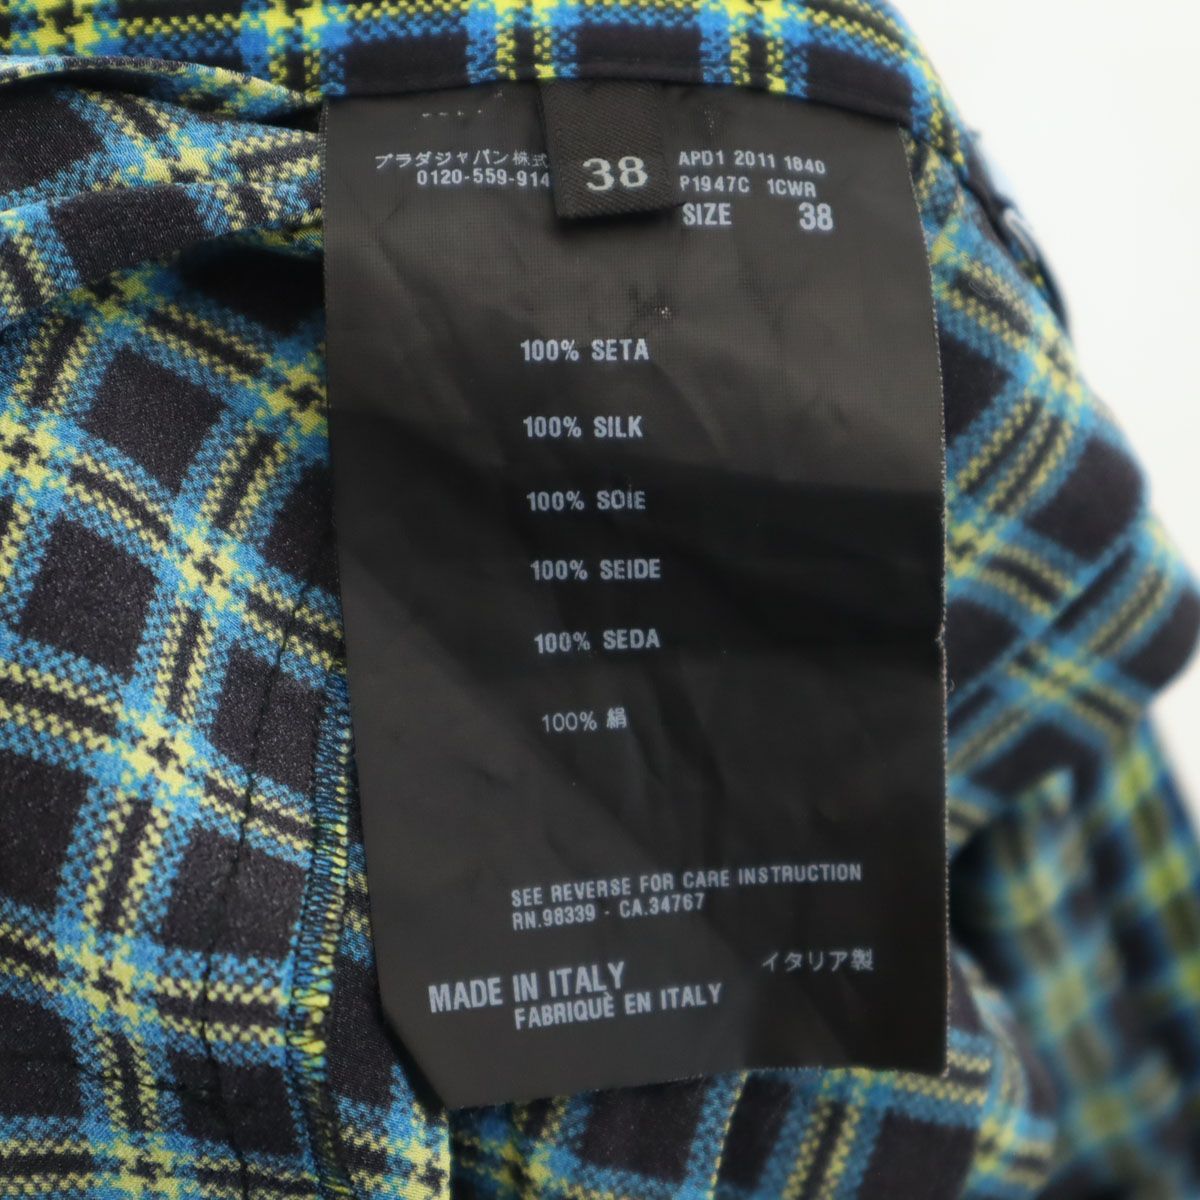 プラダジャパン株式
0120-559-914
38
APD1 2011 1840
P1947C 1CWR
SIZE 38
100% SETA
100% SILK
100% SOIE
100% SEIDE
100% SEDA
100% 絹
SEE REVERSE FOR CARE INSTRUCTION
RN.98339 - CA.34767
MADE IN ITALY イタリア製
FABRIQUÈ EN ITALY